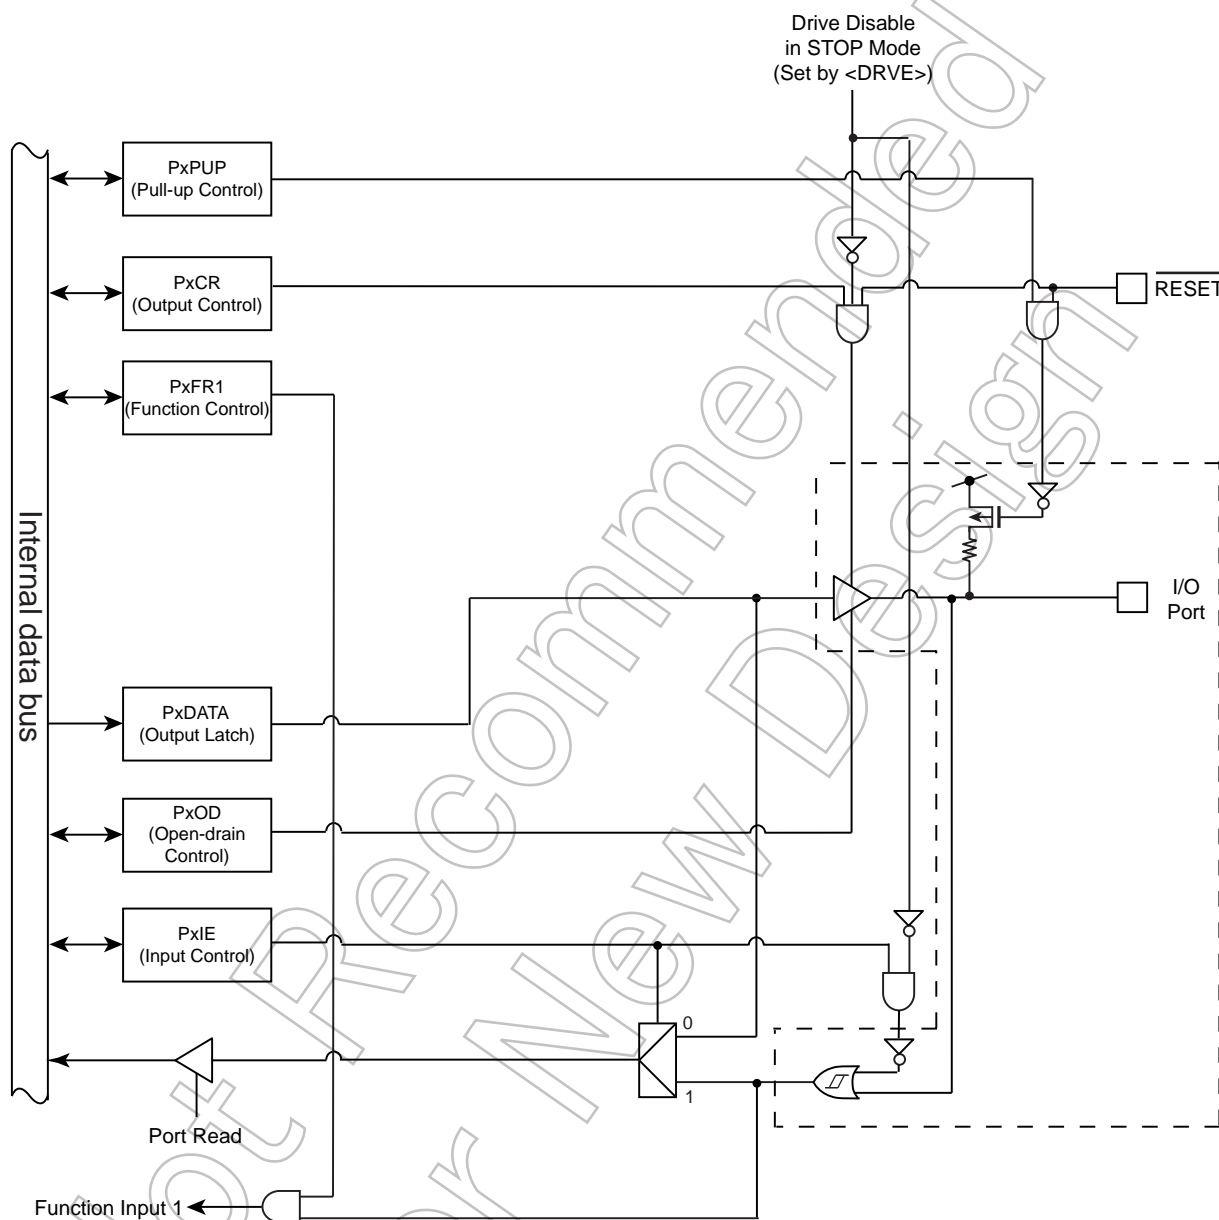 Drive Disable
in STOP Mode
(Set by <DRVE>)
PxPUP
(Pull-up Control)
PxCR
(Output Control)
RESET
PxFR1
(Function Control)
Internal data bus
I/O
Port
PxDATA
(Output Latch)
PxOD
(Open-drain
Control)
PxIE
(Input Control)
0
1
Port Read
Function Input 1
Not Recommended
for New Design